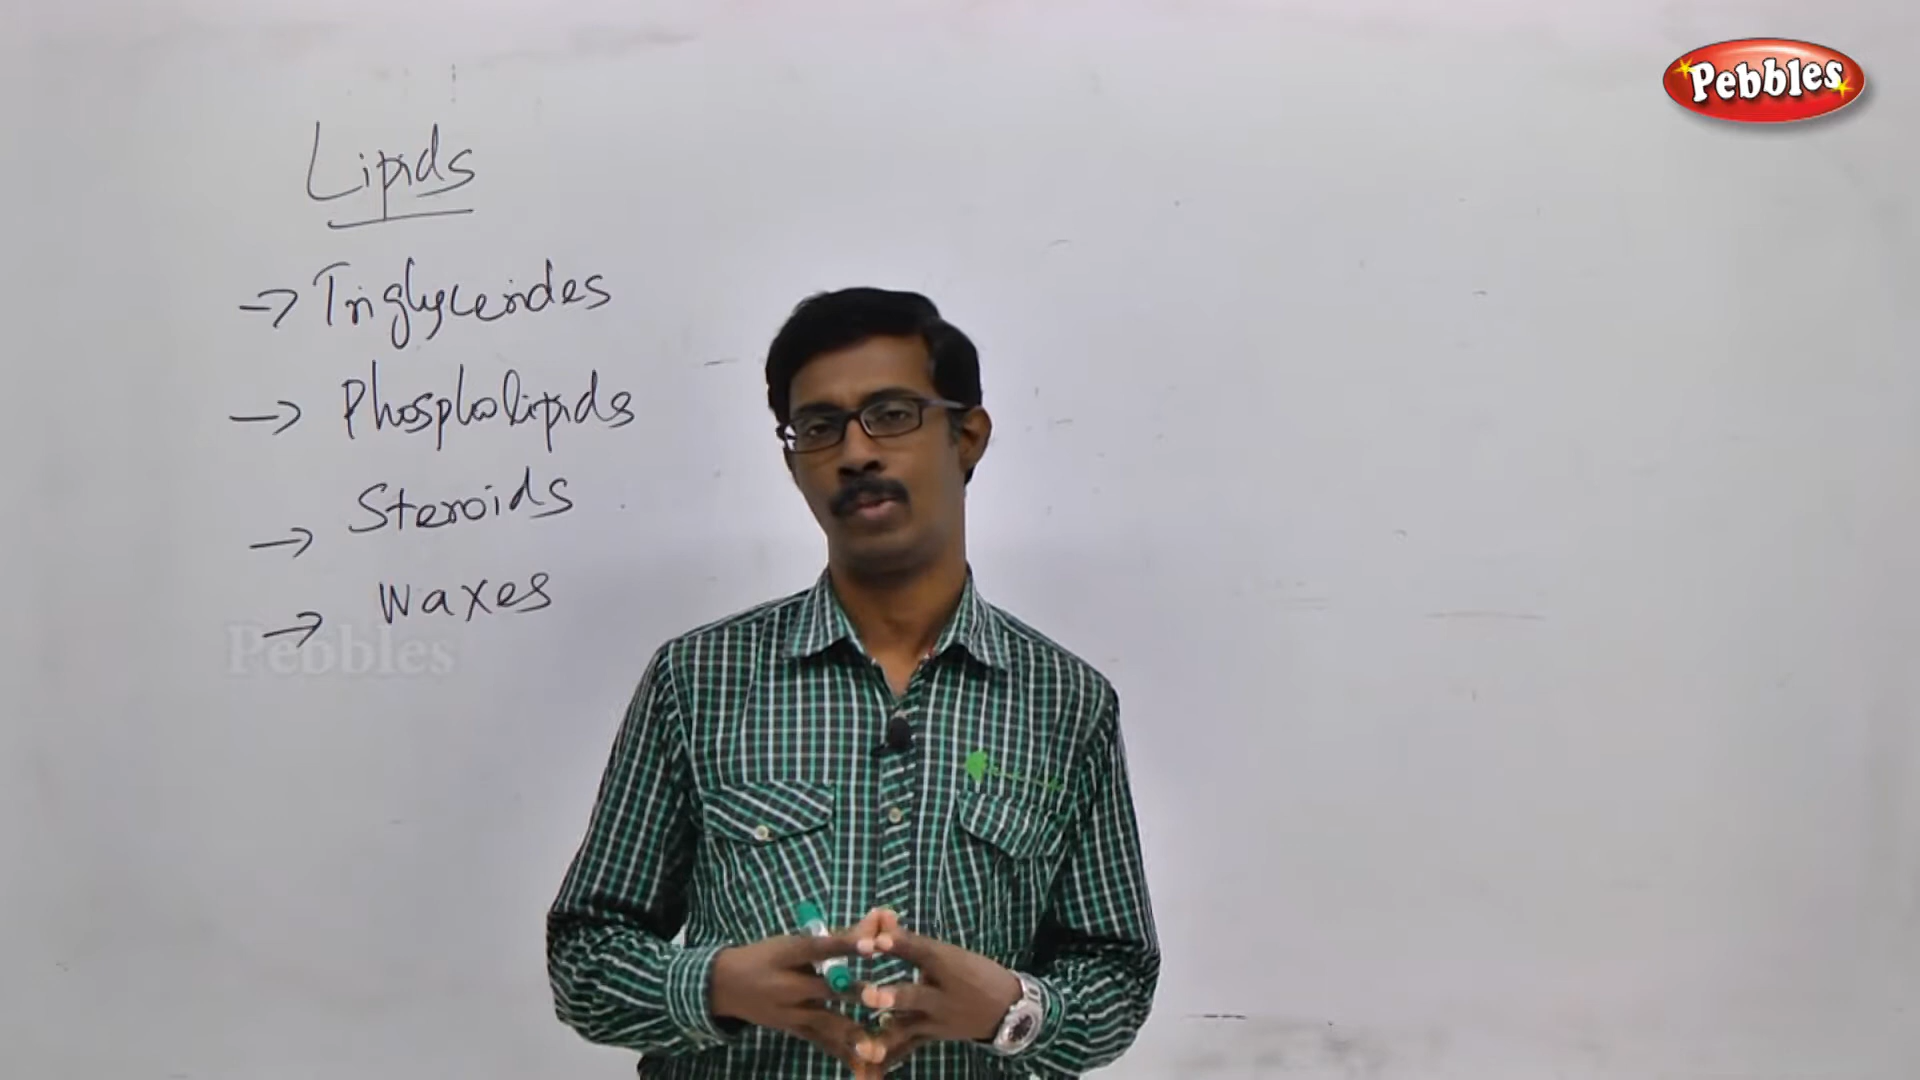 Pebbles
Lipids
→ Triglycerides
→ Phospholipids
→ Steroids
→ Waxes
Pebbles